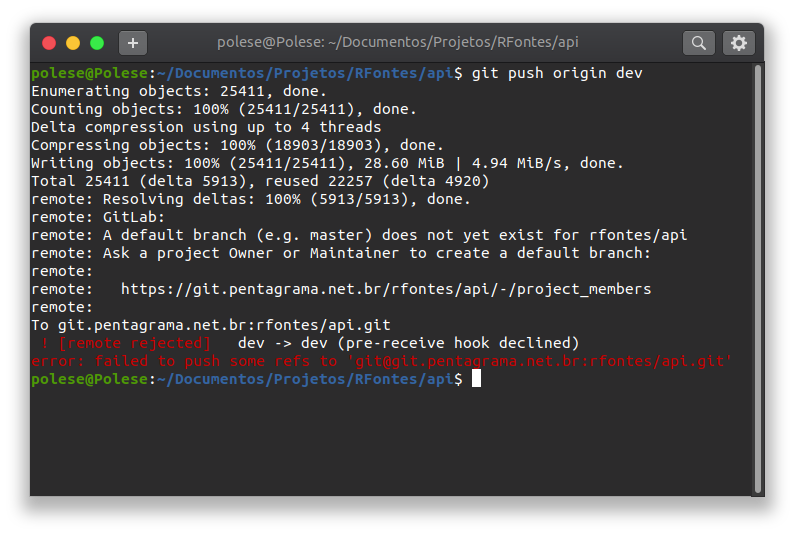 polese@Polese: ~/Documentos/Projetos/RFontes/api
polese@Polese:~/Documentos/Projetos/RFontes/api$ git push origin dev
Enumerating objects: 25411, done.
Counting objects: 100% (25411/25411), done.
Delta compression using up to 4 threads
Compressing objects: 100% (18903/18903), done.
Writing objects: 100% (25411/25411), 28.60 MiB | 4.94 MiB/s, done.
Total 25411 (delta 5913), reused 22257 (delta 4920)
remote: Resolving deltas: 100% (5913/5913), done.
remote: GitLab:
remote: A default branch (e.g. master) does not yet exist for rfontes/api
remote: Ask a project Owner or Maintainer to create a default branch:
remote:
remote:   https://git.pentagrama.net.br/rfontes/api/-/project_members
remote:
To git.pentagrama.net.br:rfontes/api.git
 ! [remote rejected]   dev -> dev (pre-receive hook declined)
error: failed to push some refs to 'git@git.pentagrama.net.br:rfontes/api.git'
polese@Polese:~/Documentos/Projetos/RFontes/api$